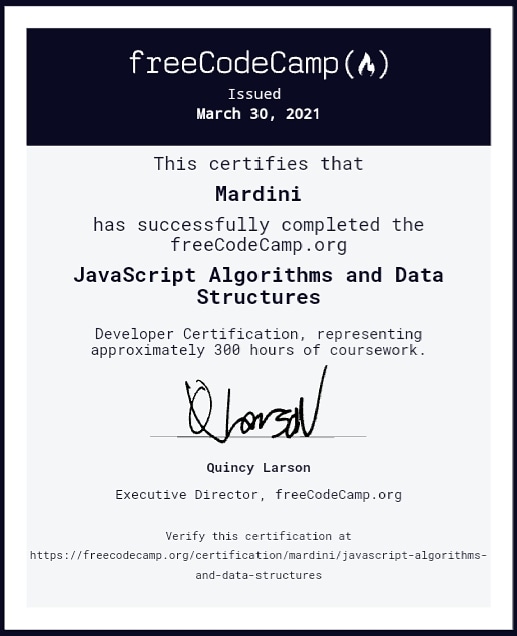 freeCodeCamp
Issued
March 30, 2021
This certifies that
Mardini
has successfully completed the
freeCodeCamp.org
JavaScript Algorithms and Data
Structures
Developer Certification, representing
approximately 300 hours of coursework.
QLarson
Quincy Larson
Executive Director, freeCodeCamp.org
Verify this certification at
https://freecodecamp.org/certification/mardini/javascript-algorithms-
and-data-structures